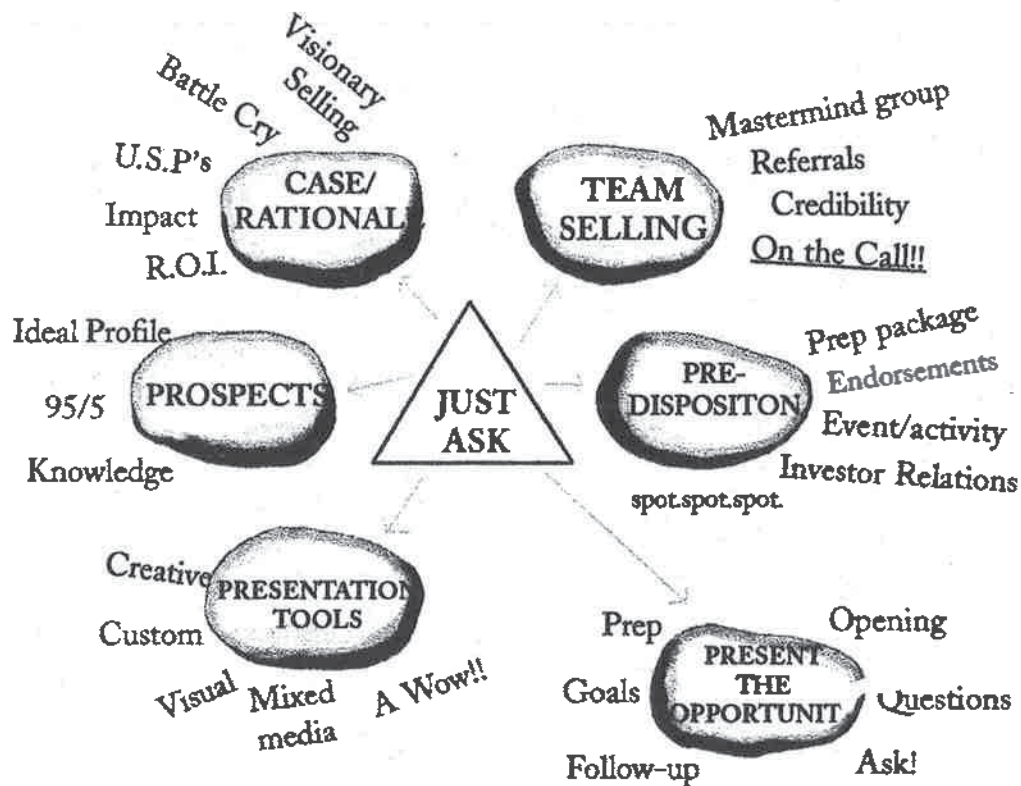 Visionary
Selling
Battle Cry
U.S.P's
Impact
R.O.I.
CASE/
RATIONAL
TEAM
SELLING
Mastermind group
Referrals
Credibility
On the Call!!
Ideal Profile
95/5
Knowledge
PROSPECTS
JUST
ASK
PRE-
DISPOSITON
Prep package
Endorsements
Event/activity
Investor Relations
spot.spot.spot.
Creative
Custom
Visual
Mixed
media
A Wow!!
PRESENTATION
TOOLS
Prep
Goals
Follow-up
PRESENT
THE
OPPORTUNIT
Opening
Questions
Ask!